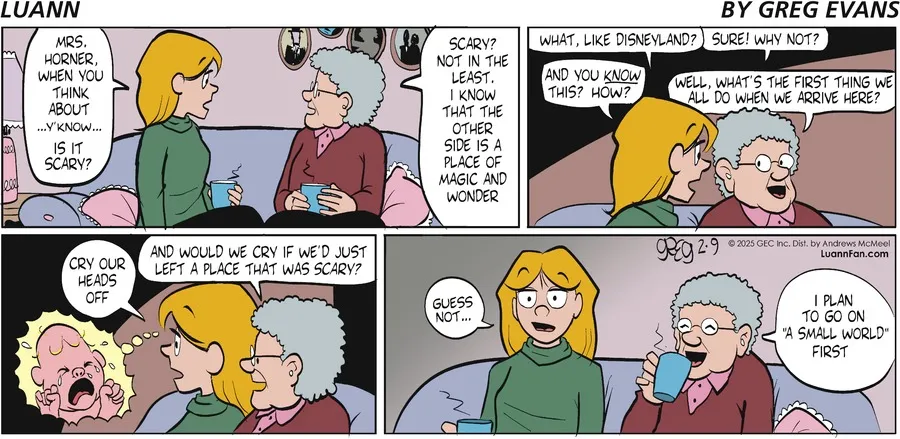 LUANN
BY GREG EVANS
MRS.
HORNER,
WHEN YOU
THINK
ABOUT
...Y'KNOW...
IS IT
SCARY?
SCARY?
NOT IN THE
LEAST.
I KNOW
THAT THE
OTHER
SIDE IS A
PLACE OF
MAGIC AND
WONDER
WHAT, LIKE DISNEYLAND?
SURE! WHY NOT?
AND YOU KNOW
THIS? HOW?
WELL, WHAT'S THE FIRST THING WE
ALL DO WHEN WE ARRIVE HERE?
CRY OUR
HEADS
OFF
AND WOULD WE CRY IF WE'D JUST
LEFT A PLACE THAT WAS SCARY?
GREG 2-9
© 2025 GEC Inc. Dist. by Andrews McMeel
LuannFan.com
GUESS
NOT...
I PLAN
TO GO ON
"A SMALL WORLD"
FIRST